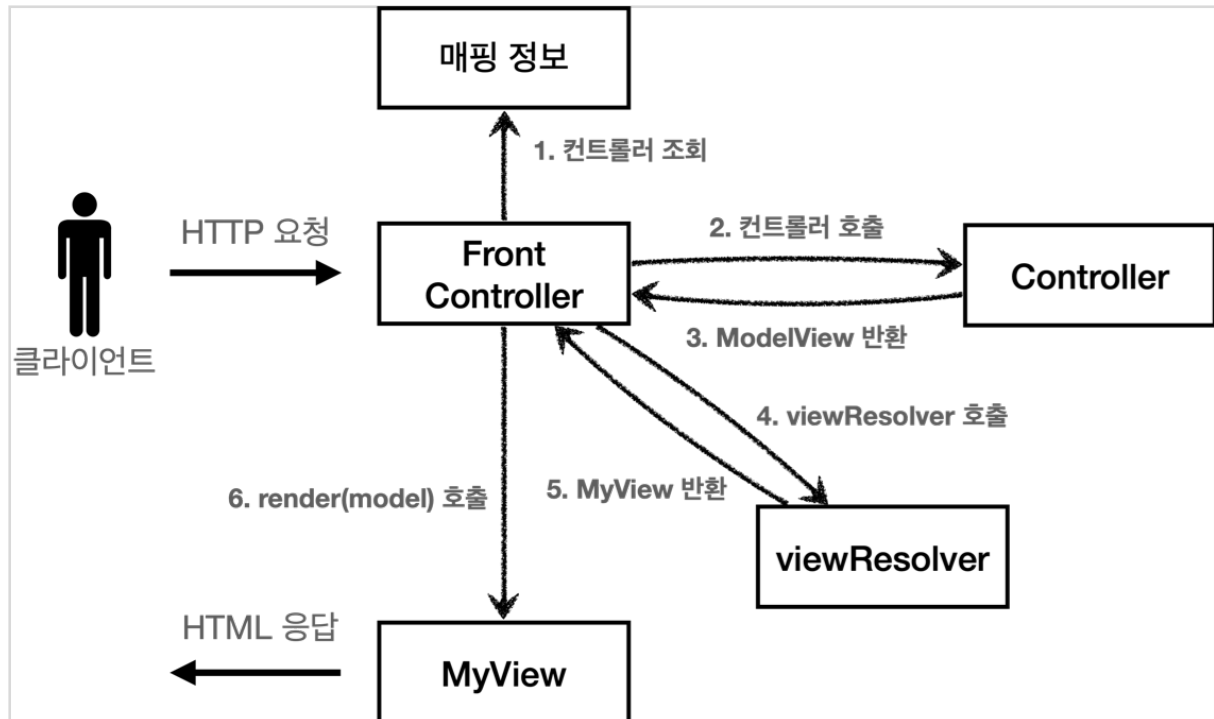 매핑 정보
1. 컨트롤러 조회
HTTP 요청
Front
Controller
2. 컨트롤러 호출
Controller
3. ModelView 반환
클라이언트
4. viewResolver 호출
5. MyView 반환
6. render(model) 호출
viewResolver
HTML 응답
MyView